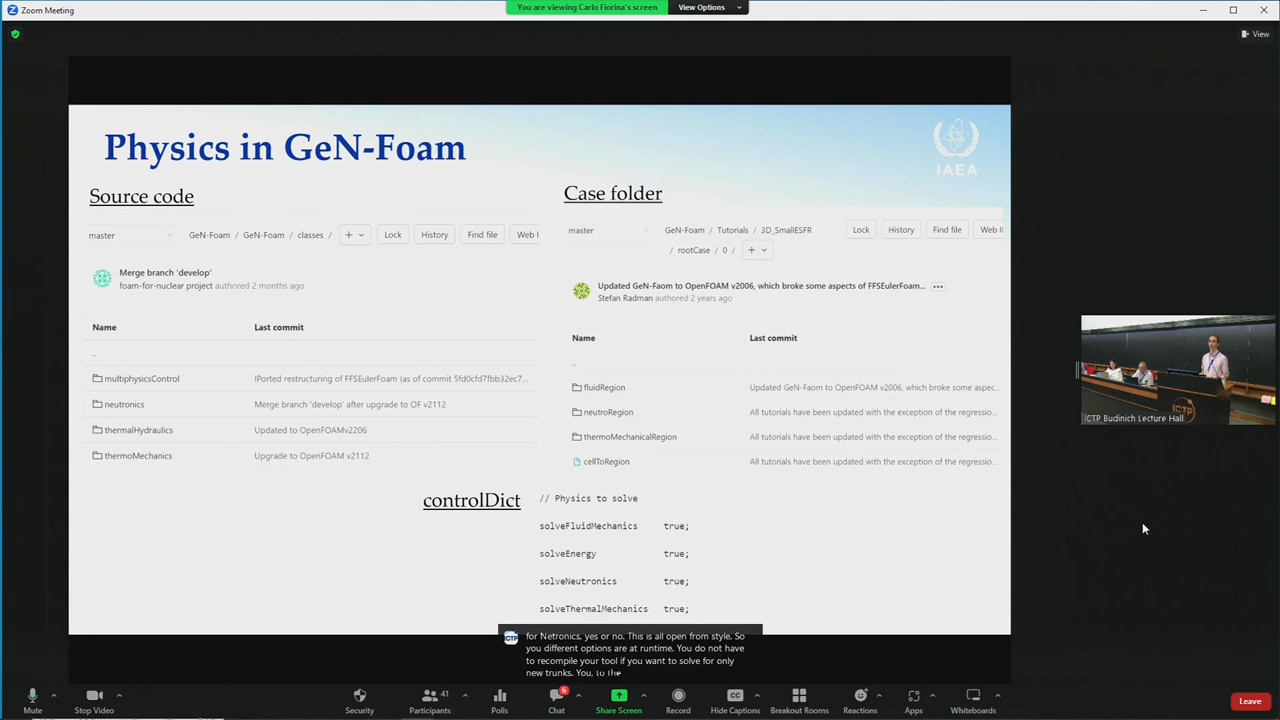 Zoom Meeting
You are viewing Carlo Fiorina's screen
View Options
View
Physics in GeN-Foam
IAEA
Source code
master
GeN-Foam / GeN-Foam / classes /
Lock
History
Find file
Web I
Merge branch 'develop'
foam-for-nuclear project authored 2 months ago
Name Last commit
..
multiphysicsControl IPorted restructuring of FFSEulerFoam (as of commit 5fd0cfd7fbb32ec7...
neutronics Merge branch 'develop' after upgrade to OF v2112
thermalHydraulics Updated to OpenFOAMv2206
thermoMechanics Upgrade to OpenFOAM v2112
Case folder
master
GeN-Foam / Tutorials / 3D_SmallESFR
/ rootCase / 0 /
Lock
History
Find file
Web I
Updated GeN-Faom to OpenFOAM v2006, which broke some aspects of FFSEulerFoam...
Stefan Radman authored 2 years ago
Name Last commit
..
fluidRegion Updated GeN-Faom to OpenFOAM v2006, which broke some aspec...
neutroRegion All tutorials have been updated with the exception of the regressio...
thermoMechanicalRegion All tutorials have been updated with the exception of the regressio...
cellToRegion All tutorials have been updated with the exception of the regressio...
controlDict
// Physics to solve
solveFluidMechanics true;
solveEnergy true;
solveNeutronics true;
solveThermalMechanics true;
ICTP
for Netronics, yes or no. This is all open from style. So
you different options are at runtime. You do not have
to recompile your tool if you want to solve for only
new trunks. You, to the
ICTP
ICTP Budinich Lecture Hall
Mute
Stop Video
Security
41
Participants
Polls
6
Chat
Share Screen
Record
CC
Hide Captions
Breakout Rooms
Reactions
Apps
Whiteboards
Leave